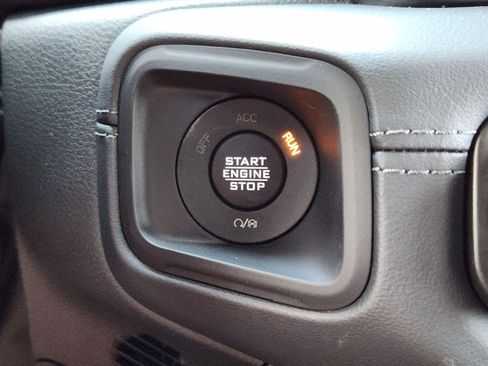 ACC
OFF
RUN
START
ENGINE
STOP